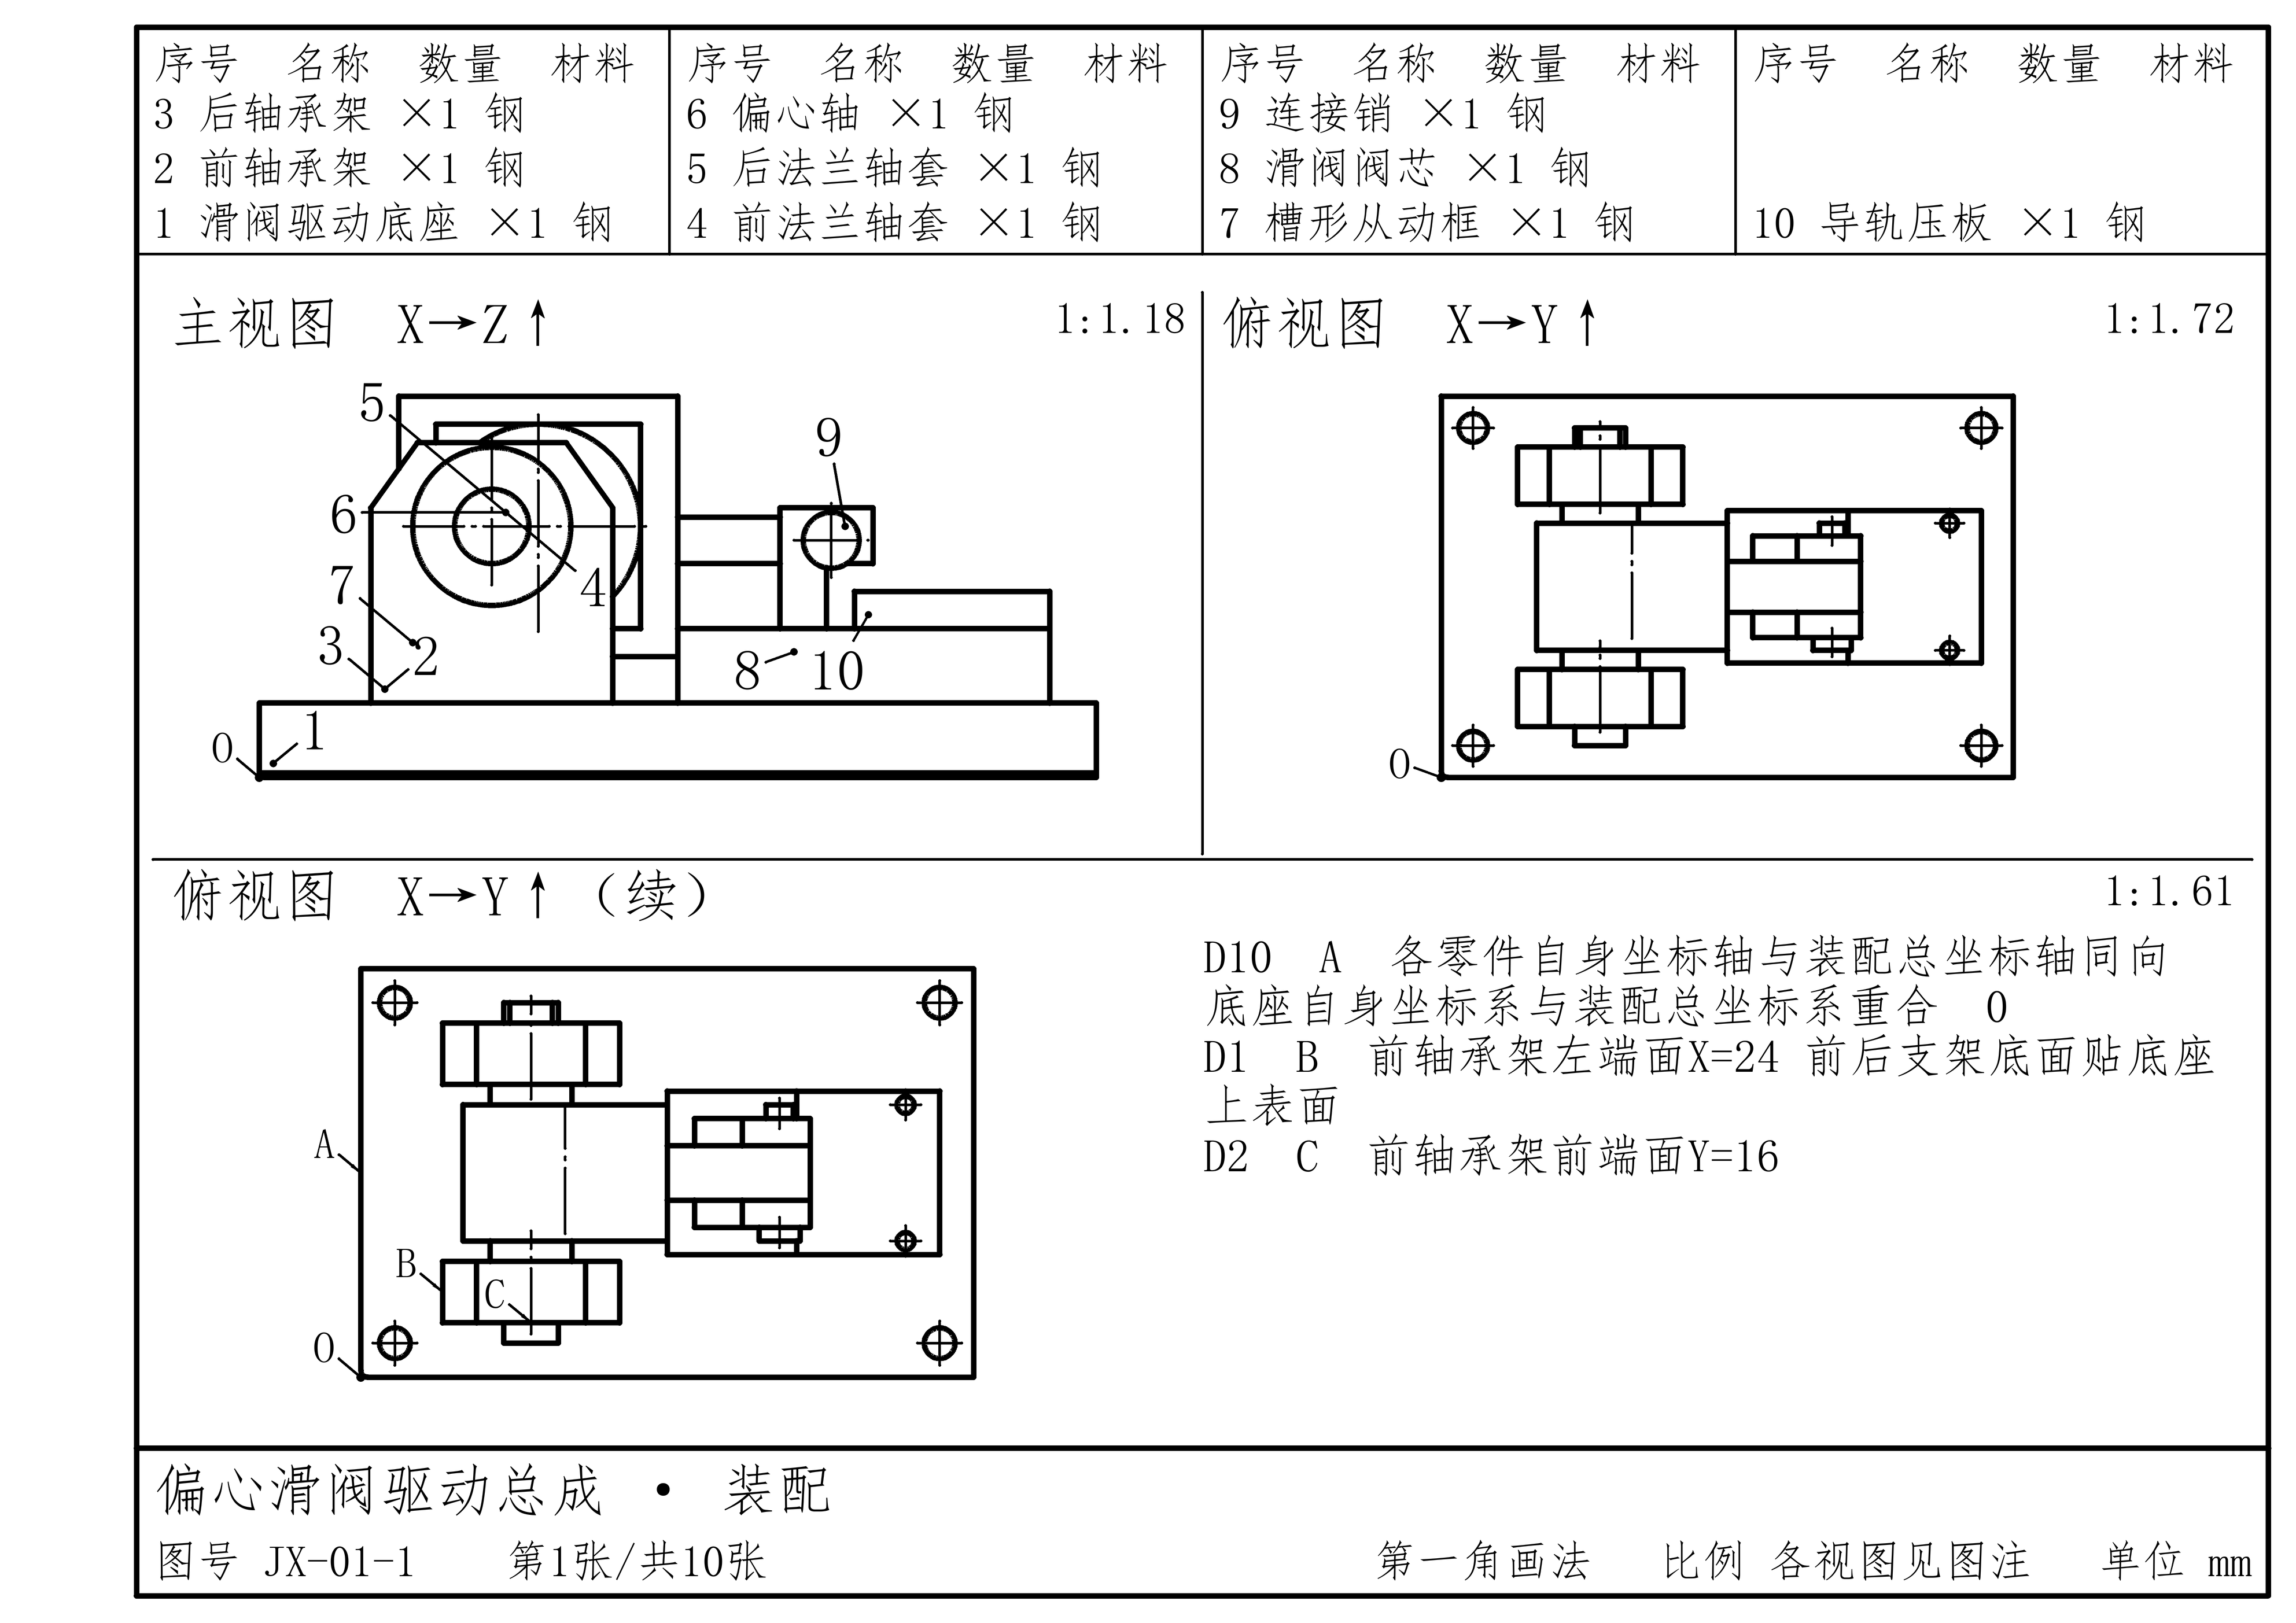 序号 名称 数量 材料
3 后轴承架 ×1 钢
2 前轴承架 ×1 钢
1 滑阀驱动底座 ×1 钢
序号 名称 数量 材料
6 偏心轴 ×1 钢
5 后法兰轴套 ×1 钢
4 前法兰轴套 ×1 钢
序号 名称 数量 材料
9 连接销 ×1 钢
8 滑阀阀芯 ×1 钢
7 槽形从动框 ×1 钢
序号 名称 数量 材料
10 导轨压板 ×1 钢
主视图 X→Z↑
1:1.18
5
9
6
7
4
3
2
8
10
1
0
俯视图 X→Y↑
1:1.72
0
俯视图 X→Y↑（续）
1:1.61
A
B
C
0
D10 A 各零件自身坐标轴与装配总坐标轴同向
底座自身坐标系与装配总坐标系重合 0
D1 B 前轴承架左端面X=24 前后支架底面贴底座
上表面
D2 C 前轴承架前端面Y=16
偏心滑阀驱动总成 · 装配
图号 JX-01-1 第1张/共10张 第一角画法 比例 各视图见图注 单位 mm